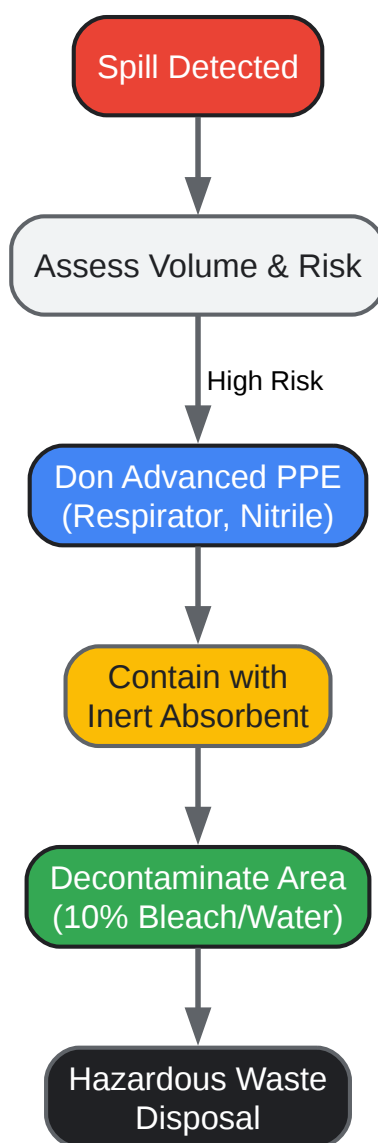 Spill Detected
Assess Volume & Risk
High Risk
Don Advanced PPE
(Respirator, Nitrile)
Contain with
Inert Absorbent
Decontaminate Area
(10% Bleach/Water)
Hazardous Waste
Disposal